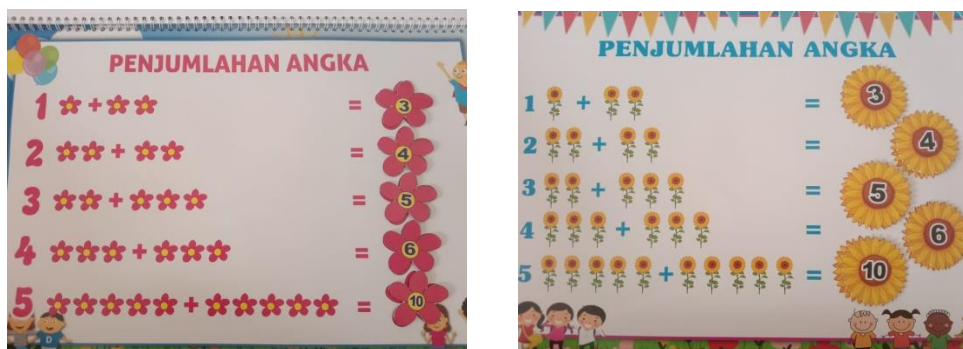 PENJUMLAHAN ANGKA
1 + = 3
2 + = 4
3 + = 5
4 + = 6
5 + = 10
D
PENJUMLAHAN ANGKA
1 + = 3
2 + = 4
3 + = 5
4 + = 6
5 + = 10